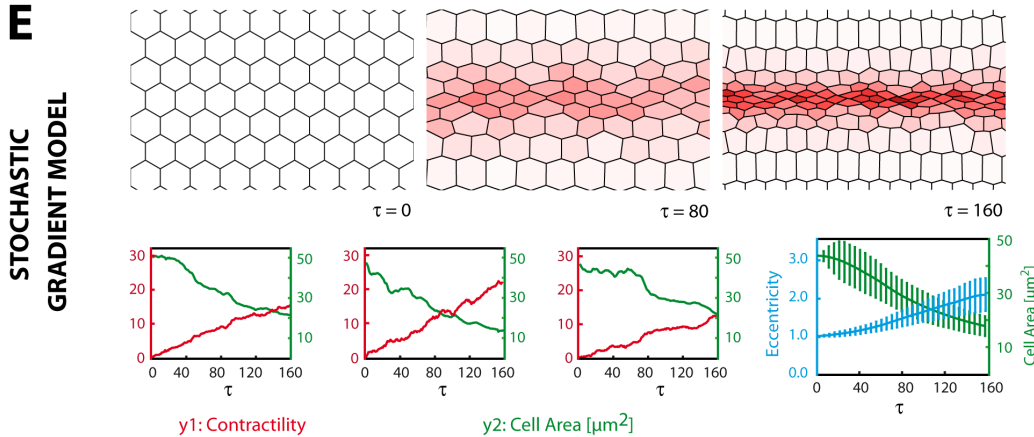 E
STOCHASTIC
GRADIENT MODEL
τ = 0
τ = 80
τ = 160
30
20
10
0
50
30
10
0 40 80 120 160
τ
30
20
10
0
50
30
10
0 40 80 120 160
τ
30
20
10
0
50
30
10
0 40 80 120 160
τ
Eccentricity
3.0
2.0
1.0
0.0
50
30
10
Cell Area [μm²]
0 40 80 120 160
τ
y1: Contractility
y2: Cell Area [μm²]